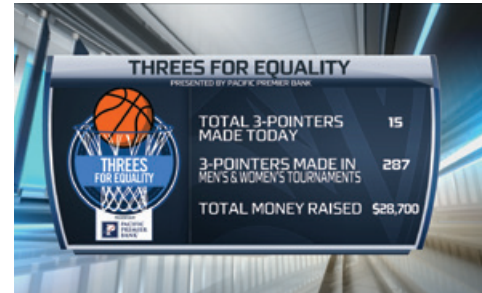 THREES FOR EQUALITY
PRESENTED BY PACIFIC PREMIER BANK
THREES
FOR EQUALITY
PACIFIC
PREMIER
BANK
TOTAL 3-POINTERS 15
MADE TODAY
3-POINTERS MADE IN 287
MEN'S & WOMEN'S TOURNAMENTS
TOTAL MONEY RAISED $28,700